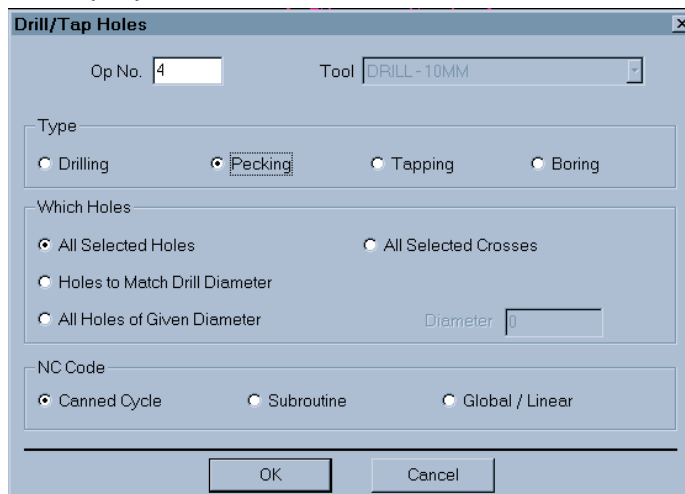 Drill/Tap Holes
Op No. 4 Tool DRILL - 10MM
Type
Drilling Pecking Tapping Boring
Which Holes
All Selected Holes All Selected Crosses
Holes to Match Drill Diameter
All Holes of Given Diameter Diameter 0
NC Code
Canned Cycle Subroutine Global / Linear
OK Cancel